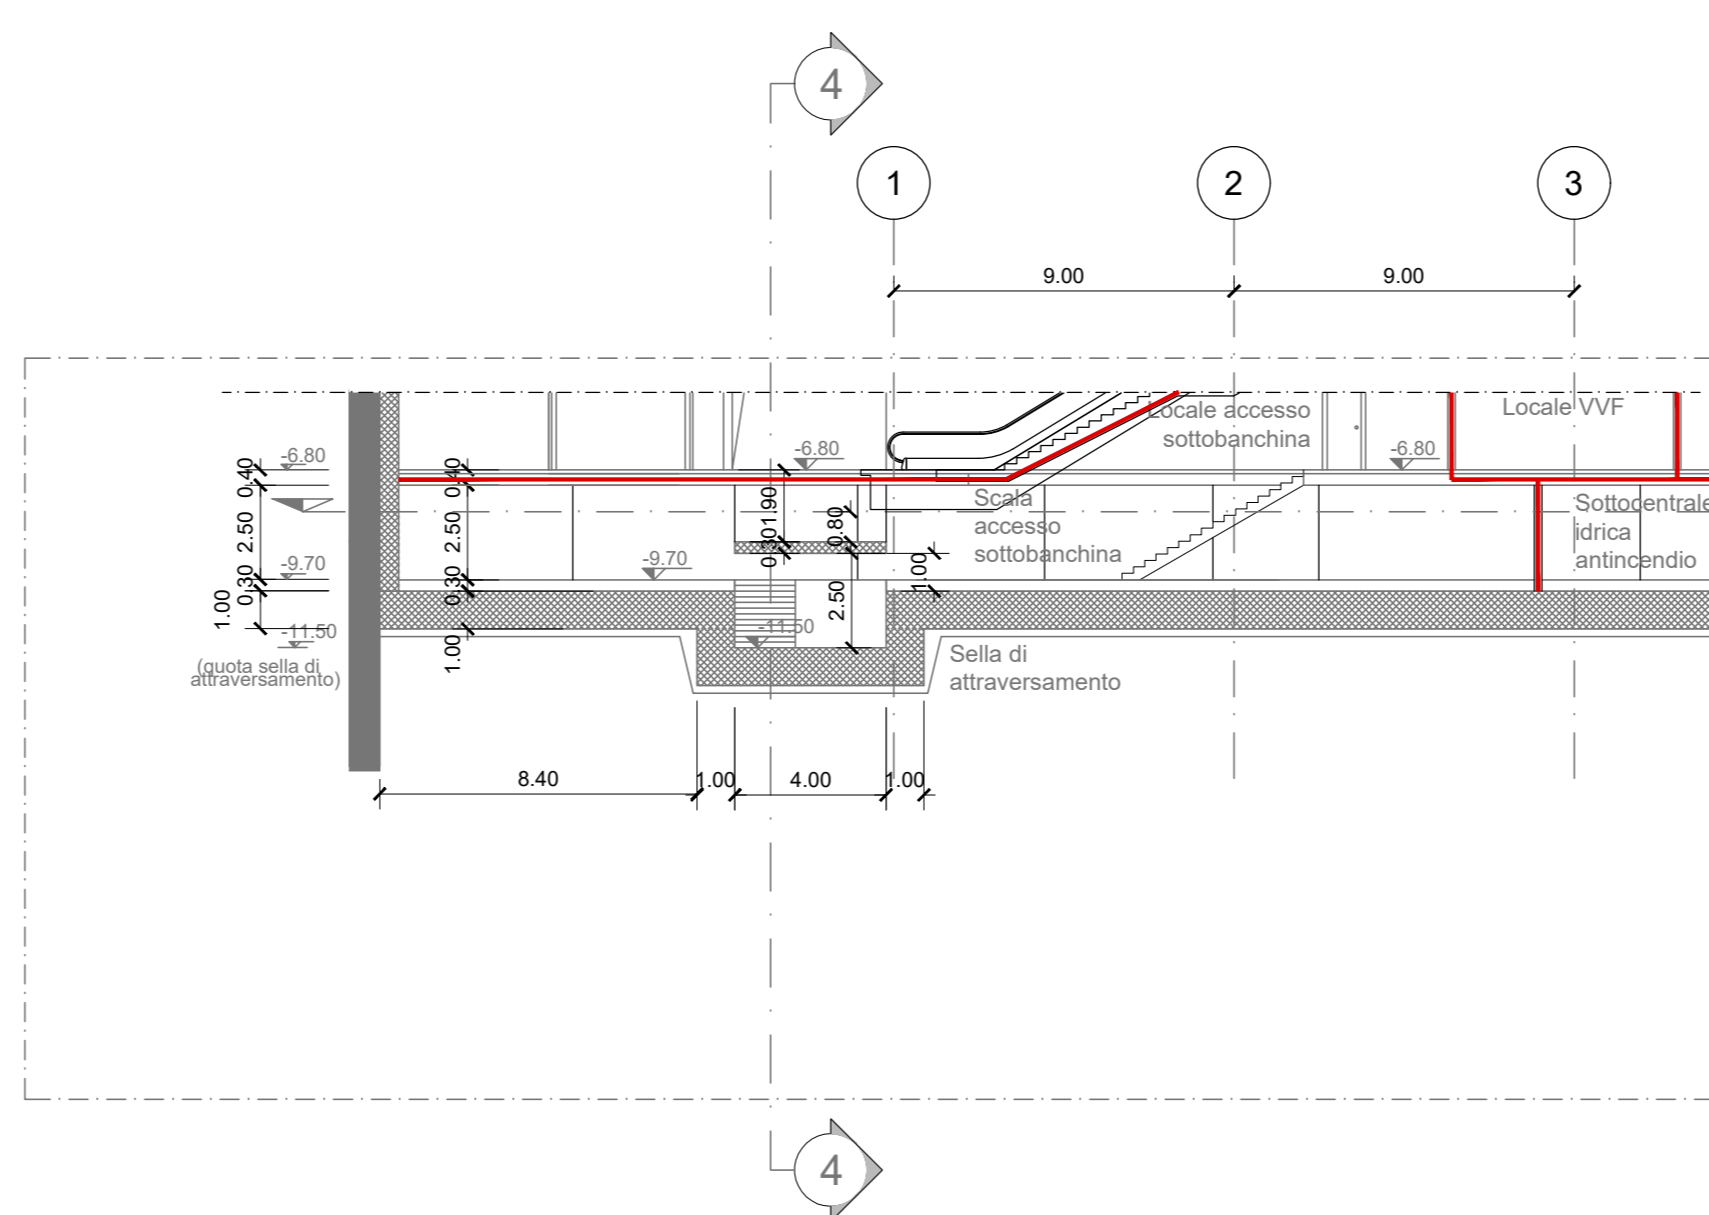 4
1
2
3
9.00
9.00
Locale accesso
sottobanchina
Locale VVF
-6.80
-6.80
-6.80
0.40
0.40
2.50
2.50
1.90
0.30
0.80
Scala
accesso
sottobanchina
Sottocentrale
idrica
antincendio
-9.70
-9.70
0.30
0.30
1.00
2.50
1.00
1.00
-11.50
-11.50
(quota sella di
attraversamento)
Sella di
attraversamento
8.40
1.00
4.00
1.00
4